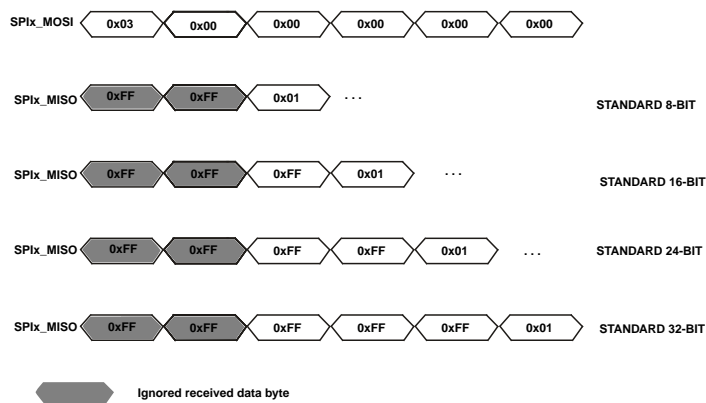 SPIx_MOSI 0x03 0x00 0x00 0x00 0x00 0x00
SPIx_MISO 0xFF 0xFF 0x01 ... STANDARD 8-BIT
SPIx_MISO 0xFF 0xFF 0xFF 0x01 ... STANDARD 16-BIT
SPIx_MISO 0xFF 0xFF 0xFF 0xFF 0x01 ... STANDARD 24-BIT
SPIx_MISO 0xFF 0xFF 0xFF 0xFF 0xFF 0x01 STANDARD 32-BIT
Ignored received data byte